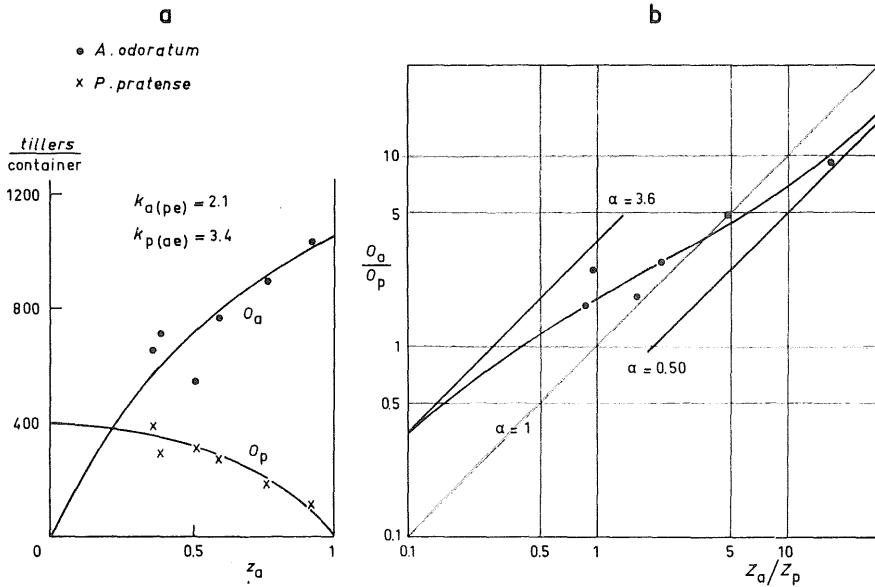 a
• A. odoratum
x P. pratense
tillers
container
1200
800
400
0
0.5
1
z_a
k_a(pe) = 2.1
k_p(ae) = 3.4
O_a
O_p
b
10
5
1
0.5
0.1
O_a
O_p
0.1
0.5
1
5
10
z_a/z_p
α = 3.6
α = 0.50
α = 1